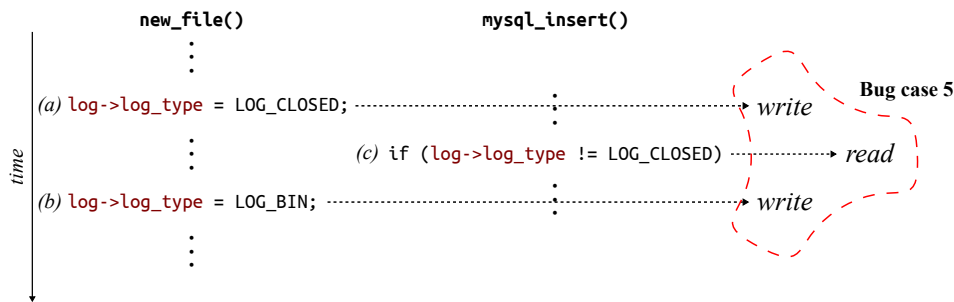 new_file() mysql_insert()
Bug case 5
(a) log->log_type = LOG_CLOSED; write
(c) if (log->log_type != LOG_CLOSED) read
time
(b) log->log_type = LOG_BIN; write